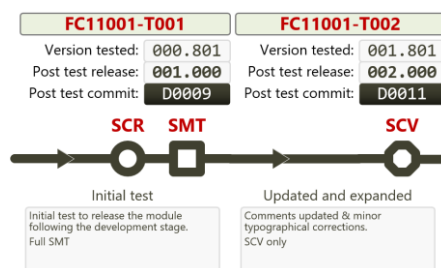 FC11001-T001
FC11001-T002
Version tested: 000.801
Version tested: 001.801
Post test release: 001.000
Post test release: 002.000
Post test commit: D0009
Post test commit: D0011
SCR SMT
SCV
Initial test
Updated and expanded
Initial test to release the module
following the development stage.
Full SMT
Comments updated & minor
typographical corrections.
SCV only